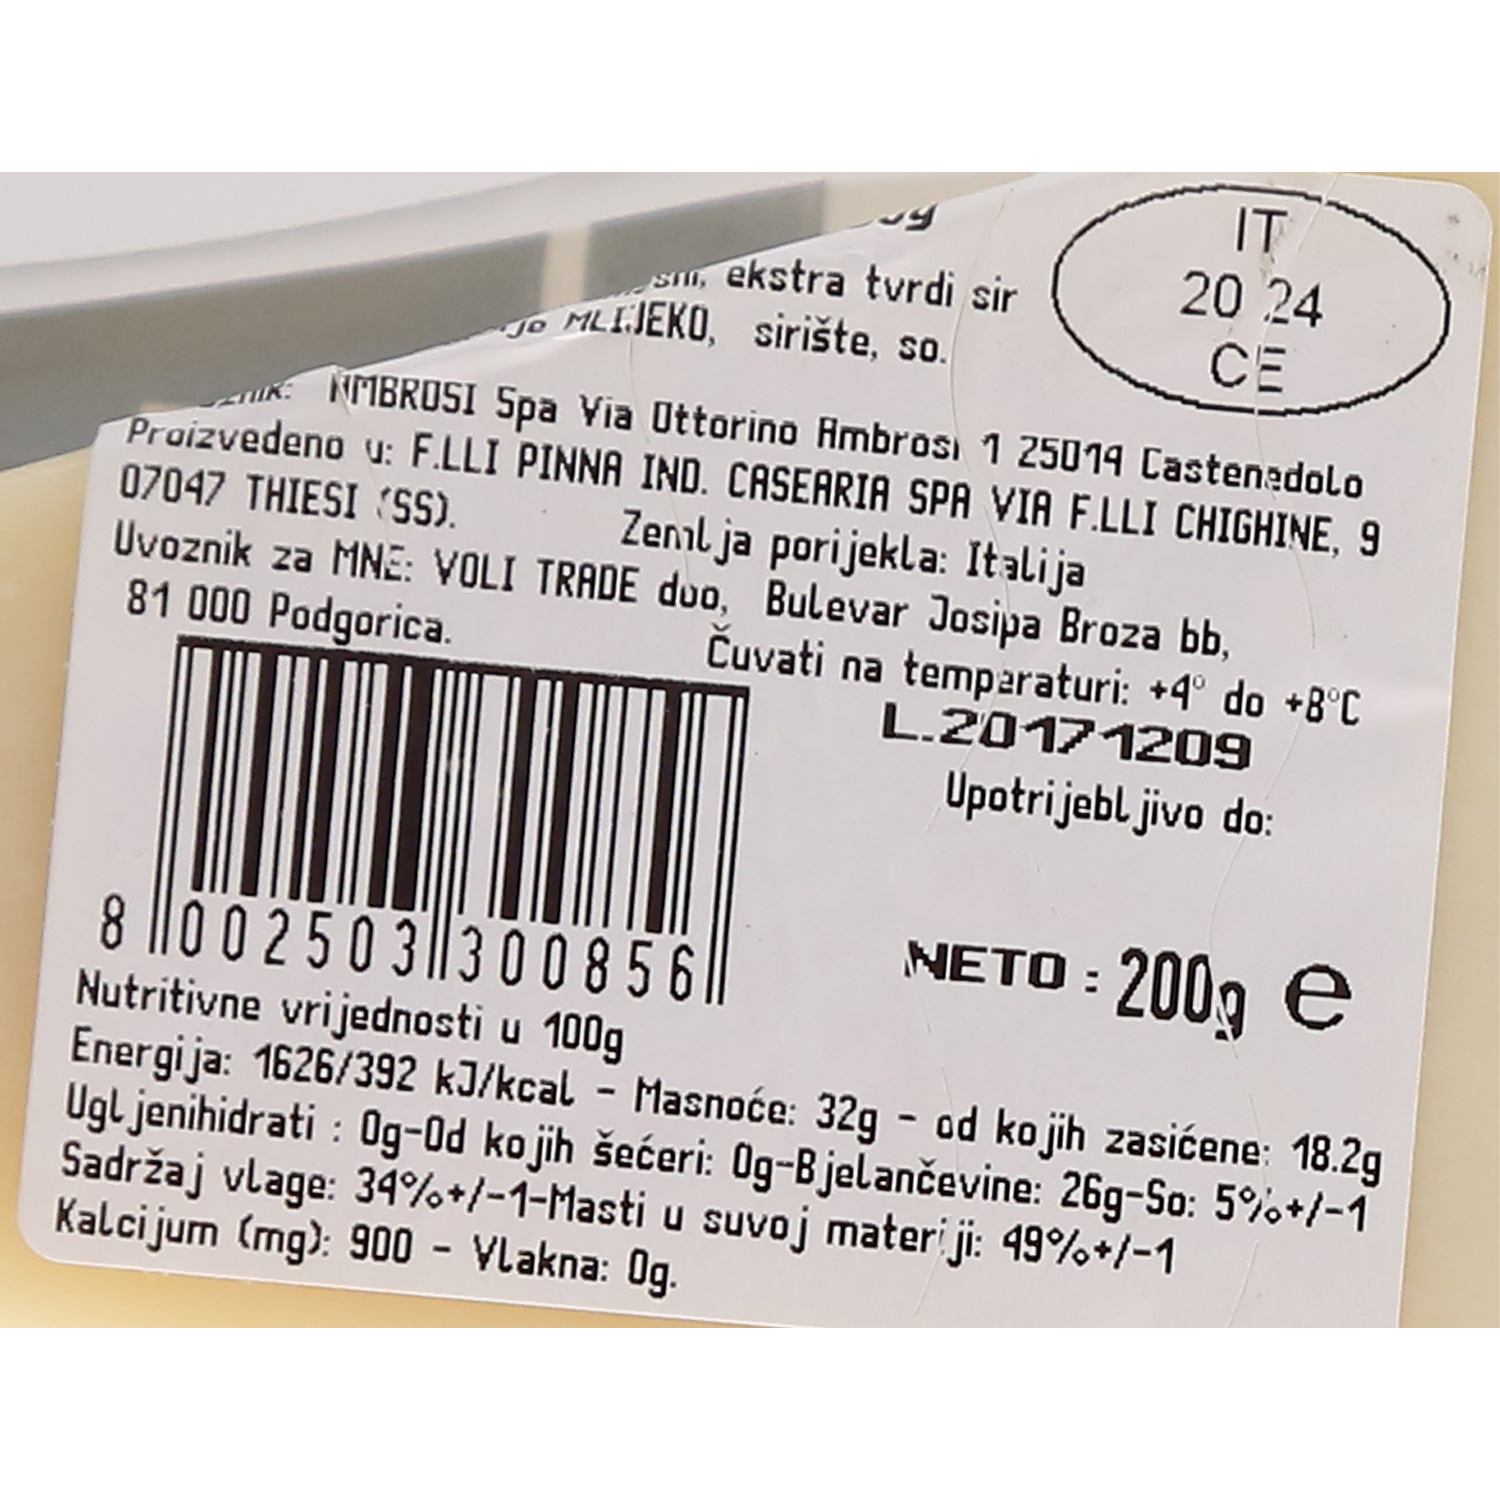 IT
20 24
CE
ekstra tvrdi sir
MLIJEKO, sirište, so.
AMBROSI Spa Via Ottorino Ambrosi 1 25014 Castenedolo
Proizvedeno u: F.LLI PINNA IND. CASEARIA SPA VIA F.LLI CHIGHINE, 9
07047 THIESI (SS). Zemlja porijekla: Italija
Uvoznik za MNE: VOLI TRADE doo, Bulevar Josipa Broza bb,
81 000 Podgorica. Čuvati na temperaturi: +4° do +8°C
L.20171209
Upotrijebljivo do:
NETO : 200g e
8 002503 300856
Nutritivne vrijednosti u 100g
Energija: 1626/392 kJ/kcal - Masnoće: 32g - od kojih zasićene: 18.2g
Ugljenihidrati : 0g-Od kojih šećeri: 0g-Bjelančevine: 26g-So: 5%+/-1
Sadržaj vlage: 34%+/-1-Masti u suvoj materiji: 49%+/-1
Kalcijum (mg): 900 - Vlakna: 0g.